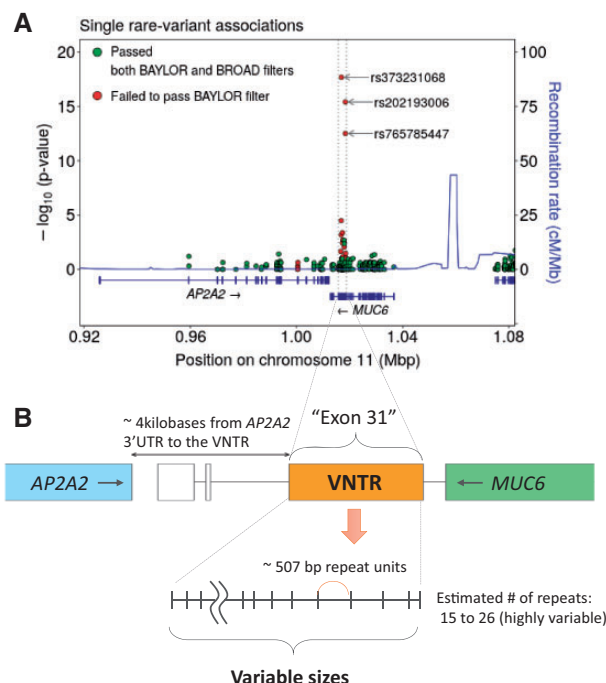 A
Single rare-variant associations
Passed
both BAYLOR and BROAD filters
Failed to pass BAYLOR filter
rs373231068
rs202193006
rs765785447
− log10 (p-value)
20
15
10
5
0
100
75
50
25
0
Recombination rate (cM/Mb)
AP2A2 →
← MUC6
0.92
0.96
1.00
1.04
1.08
Position on chromosome 11 (Mbp)
B
~ 4kilobases from AP2A2
3'UTR to the VNTR
“Exon 31”
AP2A2
VNTR
MUC6
~ 507 bp repeat units
Estimated # of repeats:
15 to 26 (highly variable)
Variable sizes